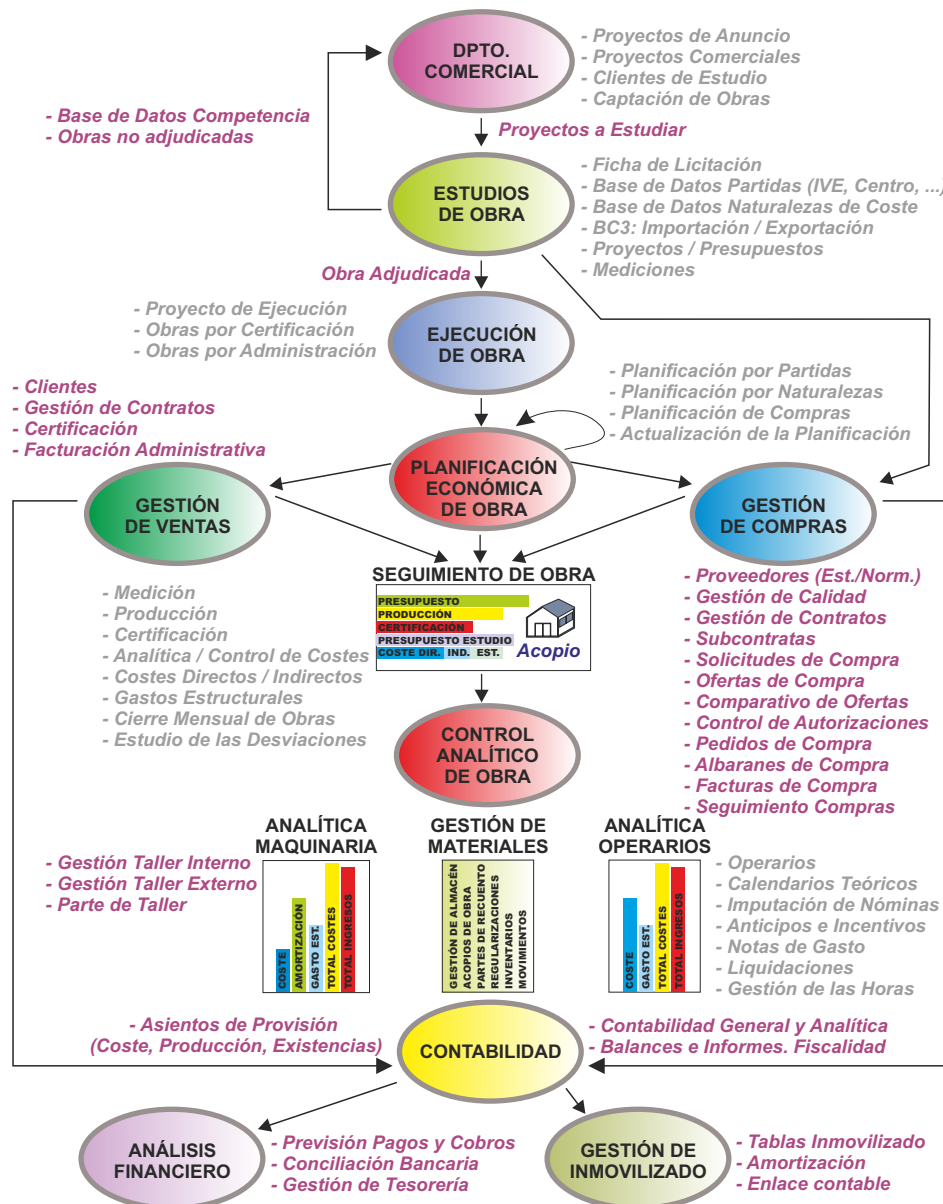 DPTO.
COMERCIAL
- Proyectos de Anuncio
- Proyectos Comerciales
- Clientes de Estudio
- Captación de Obras
- Base de Datos Competencia
- Obras no adjudicadas
Proyectos a Estudiar
ESTUDIOS
DE OBRA
- Ficha de Licitación
- Base de Datos Partidas (IVE, Centro, ...)
- Base de Datos Naturalezas de Coste
- BC3: Importación / Exportación
- Proyectos / Presupuestos
- Mediciones
Obra Adjudicada
- Proyecto de Ejecución
- Obras por Certificación
- Obras por Administración
EJECUCIÓN
DE OBRA
- Planificación por Partidas
- Planificación por Naturalezas
- Planificación de Compras
- Actualización de la Planificación
- Clientes
- Gestión de Contratos
- Certificación
- Facturación Administrativa
PLANIFICACIÓN
ECONÓMICA
DE OBRA
GESTIÓN
DE VENTAS
GESTIÓN
DE COMPRAS
SEGUIMIENTO DE OBRA
PRESUPUESTO
PRODUCCIÓN
CERTIFICACIÓN
PRESUPUESTO ESTUDIO
COSTE DIR. IND. EST.
Acopio
- Medición
- Producción
- Certificación
- Analítica / Control de Costes
- Costes Directos / Indirectos
- Gastos Estructurales
- Cierre Mensual de Obras
- Estudio de las Desviaciones
- Proveedores (Est./Norm.)
- Gestión de Calidad
- Gestión de Contratos
- Subcontratas
- Solicitudes de Compra
- Ofertas de Compra
- Comparativo de Ofertas
- Control de Autorizaciones
- Pedidos de Compra
- Albaranes de Compra
- Facturas de Compra
- Seguimiento Compras
CONTROL
ANALÍTICO
DE OBRA
ANALÍTICA
MAQUINARIA
COSTE
AMORTIZACIÓN
GASTO EST.
TOTAL COSTES
TOTAL INGRESOS
- Gestión Taller Interno
- Gestión Taller Externo
- Parte de Taller
GESTIÓN DE
MATERIALES
GESTIÓN DE ALMACÉN
ACOPIOS DE OBRA
PARTES DE RECUENTO
REGULARIZACIONES
INVENTARIOS
MOVIMIENTOS
ANALÍTICA
OPERARIOS
COSTE
GASTO EST.
TOTAL COSTES
TOTAL INGRESOS
- Operarios
- Calendarios Teóricos
- Imputación de Nóminas
- Anticipos e Incentivos
- Notas de Gasto
- Liquidaciones
- Gestión de las Horas
- Asientos de Provisión
(Coste, Producción, Existencias)
CONTABILIDAD
- Contabilidad General y Analítica
- Balances e Informes. Fiscalidad
ANÁLISIS
FINANCIERO
- Previsión Pagos y Cobros
- Conciliación Bancaria
- Gestión de Tesorería
GESTIÓN DE
INMOVILIZADO
- Tablas Inmovilizado
- Amortización
- Enlace contable